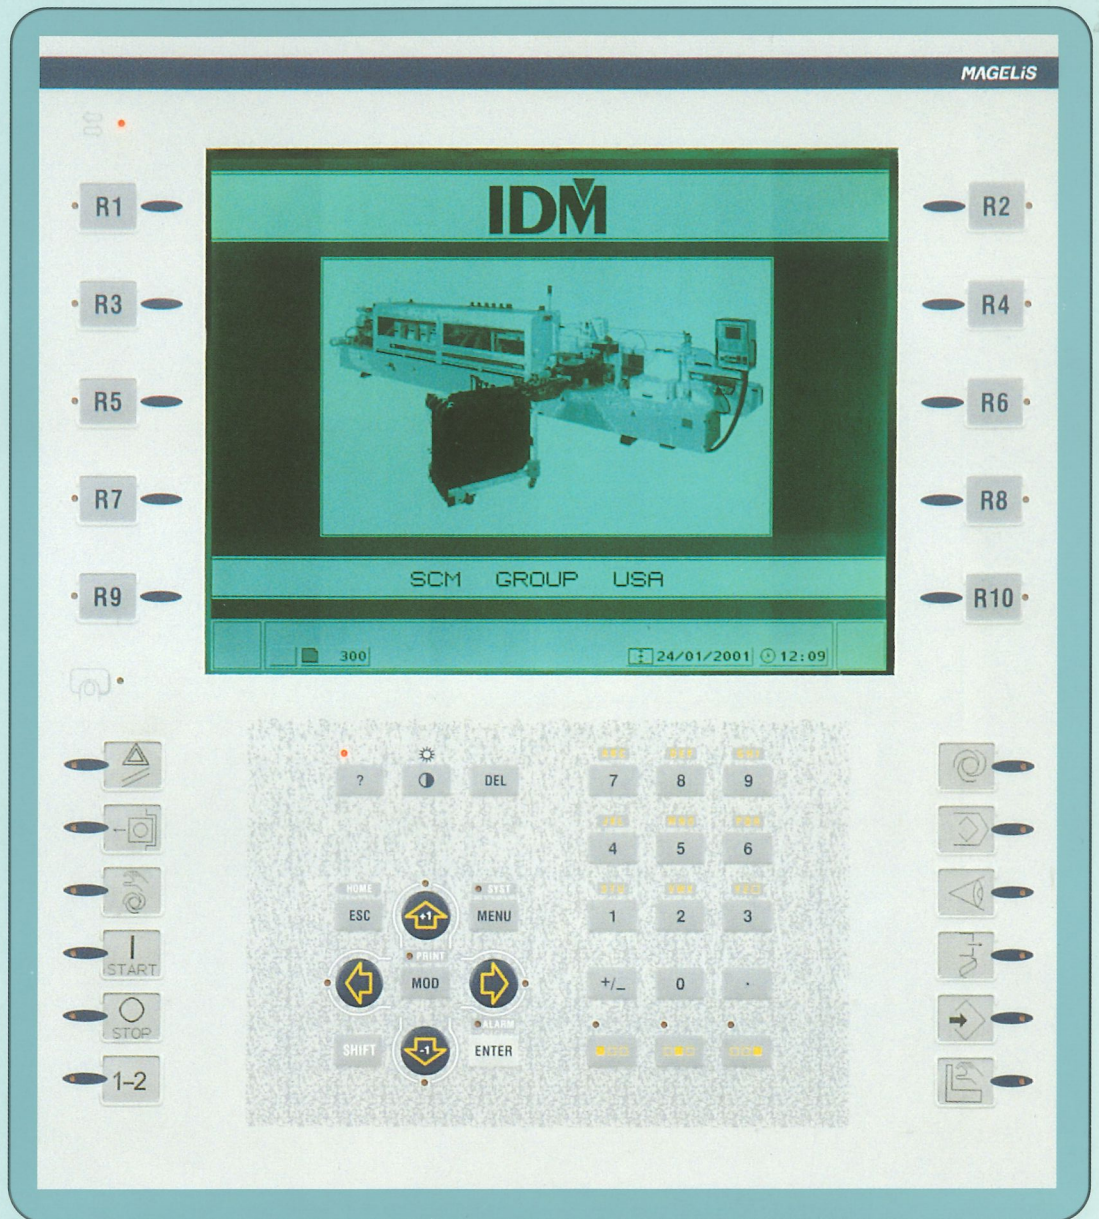 MAGELiS
R1
R2
IDM
R3
R4
R5
R6
R7
R8
R9
R10
SCM GROUP USA
300 24/01/2001 12:09
? DEL
7 8 9
4 5 6
HOME SYST
ESC +1 MENU
1 2 3
PRINT
MOD
+/_ 0 .
ALARM
SHIFT -1 ENTER
START
STOP
1–2